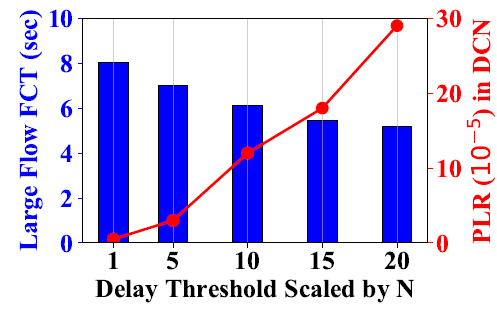 Large Flow FCT (sec)
10
8
6
4
2
0
30
20
10
0
PLR (10⁻⁵) in DCN
1 5 10 15 20
Delay Threshold Scaled by N